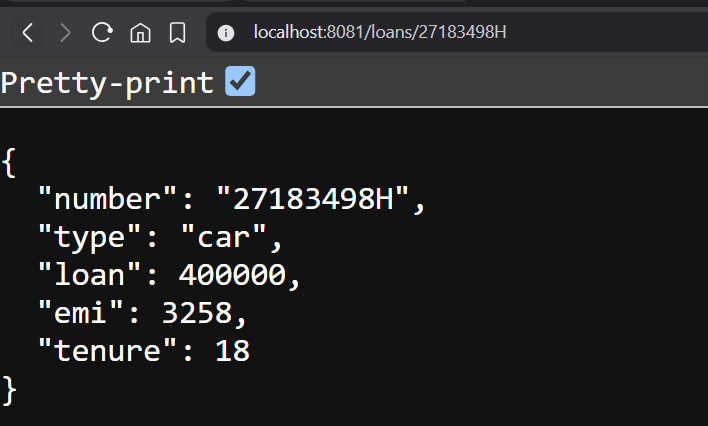 localhost:8081/loans/27183498H
Pretty-print
{
"number": "27183498H",
"type": "car",
"loan": 400000,
"emi": 3258,
"tenure": 18
}